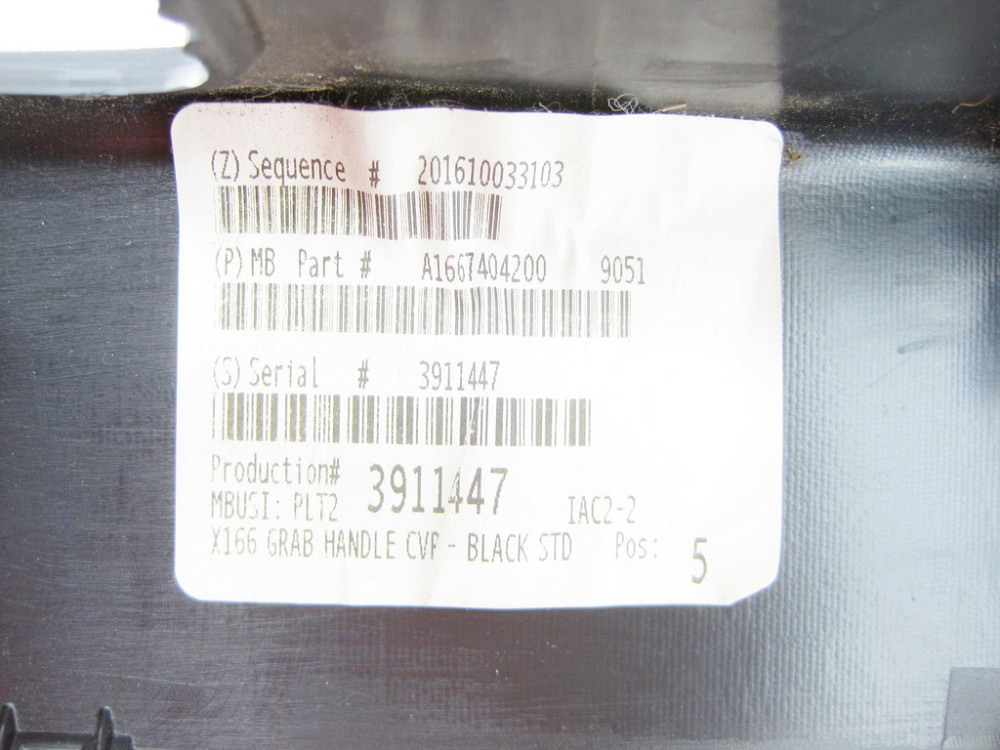 (Z) Sequence # 201610033103
(P) MB Part # A1667404200 9051
(S) Serial # 3911447
Production# 3911447
MBUSI: PLT2 IAC2-2
X166 GRAB HANDLE CVR - BLACK STD Pos: 5